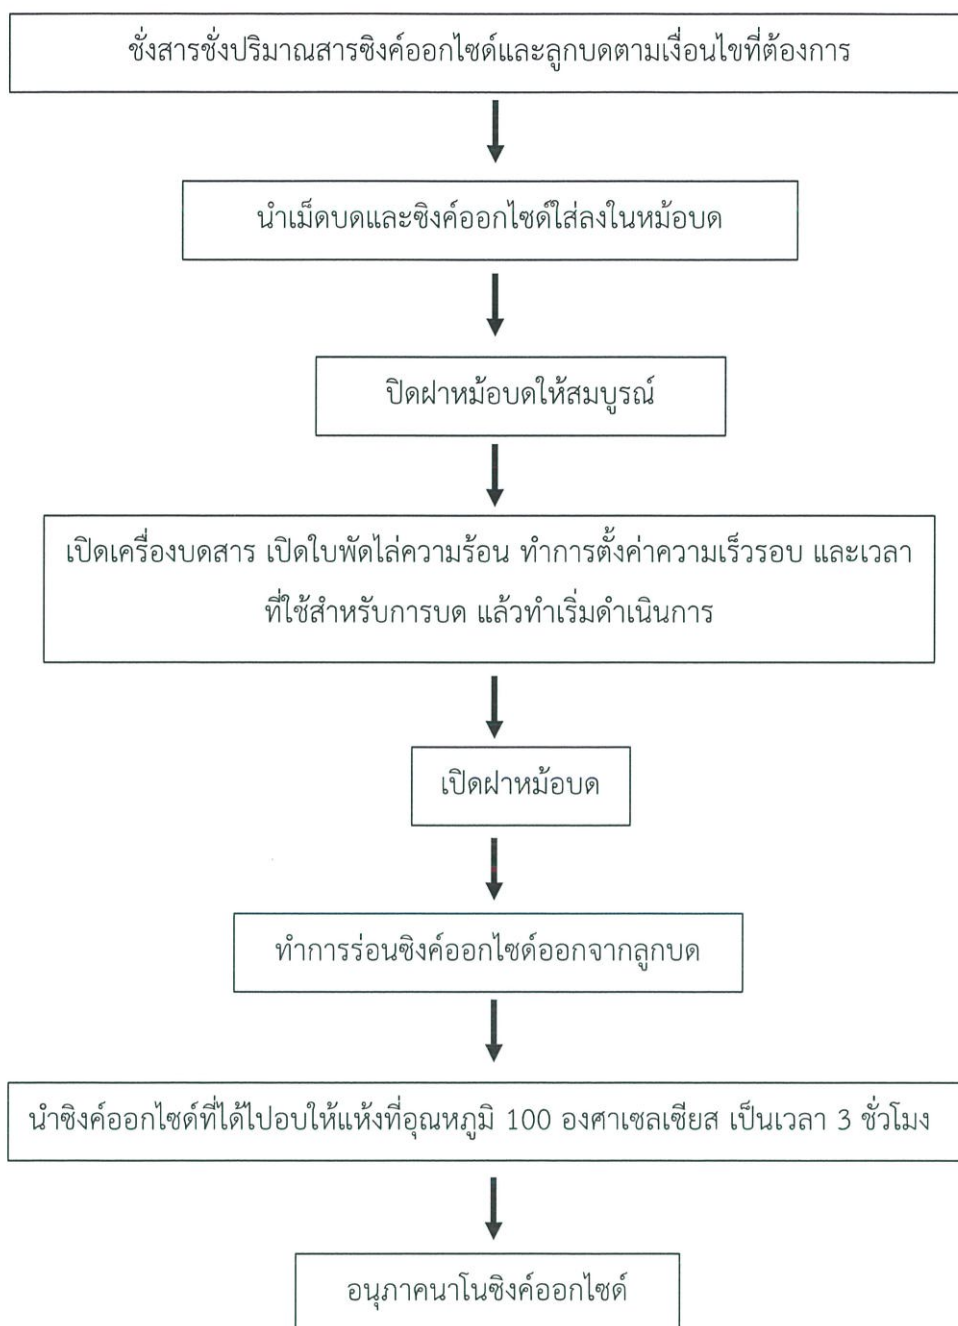 ชั่งสารชั่งปริมาณสารซิงค์ออกไซด์และลูกบดตามเงื่อนไขที่ต้องการ
นำเม็ดบดและซิงค์ออกไซด์ใส่ลงในหม้อบด
ปิดฝาหม้อบดให้สมบูรณ์
เปิดเครื่องบดสาร เปิดใบพัดไล่ความร้อน ทำการตั้งค่าความเร็วรอบ และเวลา
ที่ใช้สำหรับการบด แล้วทำเริ่มดำเนินการ
เปิดฝาหม้อบด
ทำการร่อนซิงค์ออกไซด์ออกจากลูกบด
นำซิงค์ออกไซด์ที่ได้ไปอบให้แห้งที่อุณหภูมิ 100 องศาเซลเซียส เป็นเวลา 3 ชั่วโมง
อนุภาคนาโนซิงค์ออกไซด์